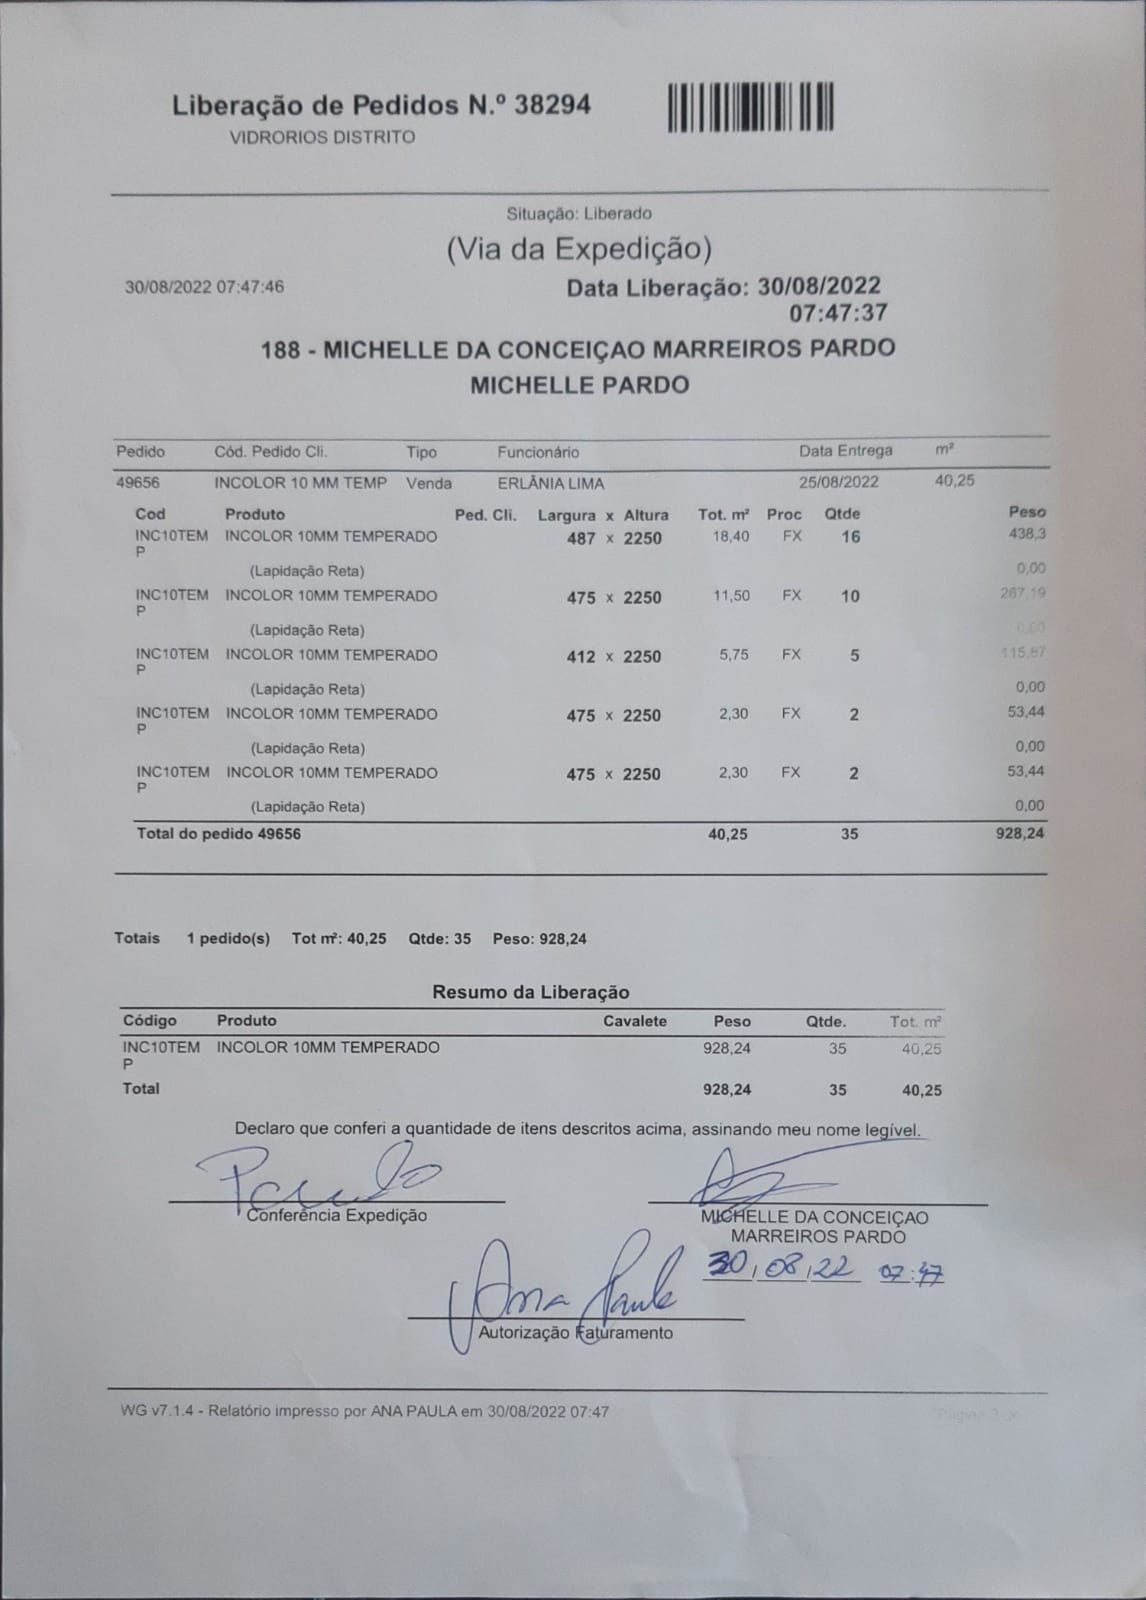 Liberação de Pedidos N.º 38294
VIDRORIOS DISTRITO
Situação: Liberado
(Via da Expedição)
30/08/2022 07:47:46 Data Liberação: 30/08/2022
07:47:37
188 - MICHELLE DA CONCEIÇAO MARREIROS PARDO
MICHELLE PARDO
Pedido Cód. Pedido Cli. Tipo Funcionário Data Entrega m²
49656 INCOLOR 10 MM TEMP Venda ERLÂNIA LIMA 25/08/2022 40,25
Cod Produto Ped. Cli. Largura x Altura Tot. m² Proc Qtde Peso
INC10TEM INCOLOR 10MM TEMPERADO 487 x 2250 18,40 FX 16 438,3
P
(Lapidação Reta) 0,00
INC10TEM INCOLOR 10MM TEMPERADO 475 x 2250 11,50 FX 10 267,19
P
(Lapidação Reta) 0,00
INC10TEM INCOLOR 10MM TEMPERADO 412 x 2250 5,75 FX 5 115,87
P
(Lapidação Reta) 0,00
INC10TEM INCOLOR 10MM TEMPERADO 475 x 2250 2,30 FX 2 53,44
P
(Lapidação Reta) 0,00
INC10TEM INCOLOR 10MM TEMPERADO 475 x 2250 2,30 FX 2 53,44
P
(Lapidação Reta) 0,00
Total do pedido 49656 40,25 35 928,24
Totais 1 pedido(s) Tot m²: 40,25 Qtde: 35 Peso: 928,24
Resumo da Liberação
Código Produto Cavalete Peso Qtde. Tot. m²
INC10TEM INCOLOR 10MM TEMPERADO 928,24 35 40,25
P
Total 928,24 35 40,25
Declaro que conferi a quantidade de itens descritos acima, assinando meu nome legível.
Conferência Expedição
MICHELLE DA CONCEIÇAO
MARREIROS PARDO
30/08/22 07:47
Ana Paula
Autorização Faturamento
WG v7.1.4 - Relatório impresso por ANA PAULA em 30/08/2022 07:47